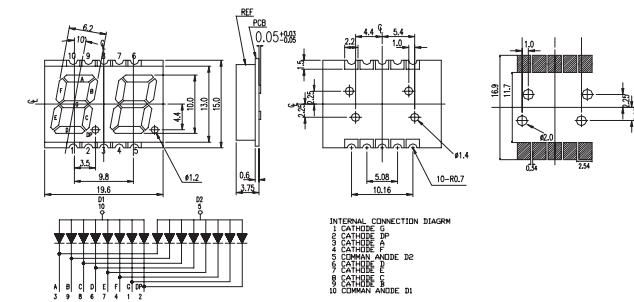 6.2
10
REF
PCB
0.05 +0.03 -0.05
10 9 8 7 6
A
F B
G
E C
D DP
1 2 3 4 5
4.4
10.0
13.0
15.0
3.5
9.8
19.6
ø1.2
0.6
3.75
4.4 5.4
2.2 1.0
1.5
2.25
2.25
5.08
10.16
ø1.4
10-R0.7
1.0
16.9
11.7
2.25
ø2.0
0.34
2.54
D1
10
D2
5
A B C D E F G DP
3 9 8 6 7 4 1 2
INTERNAL CONNECTION DIAGRM
1 CATHODE G
2 CATHODE DP
3 CATHODE A
4 CATHODE F
5 COMMAN ANODE D2
6 CATHODE D
7 CATHODE E
8 CATHODE C
9 CATHODE B
10 COMMAN ANODE D1